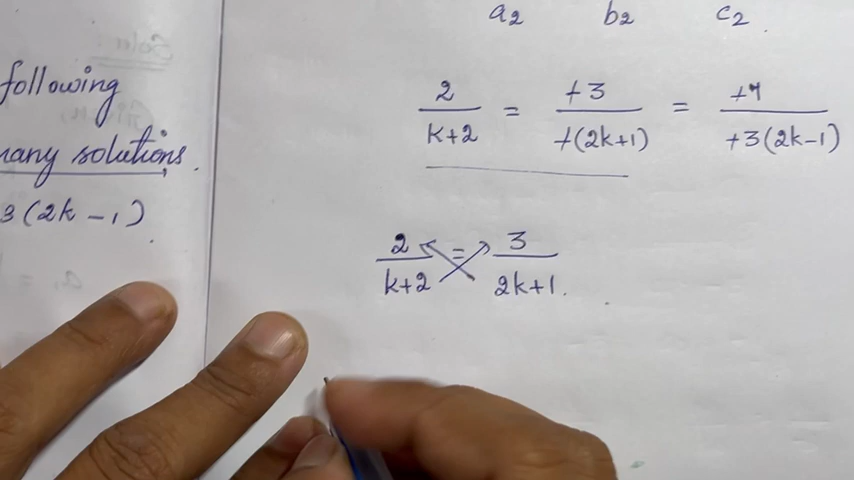 a2 b2 c2
following
many solutions.
3(2k-1).
2/k+2 = +3/+(2k+1) = +7/+3(2k-1)
2/k+2 = 3/2k+1.